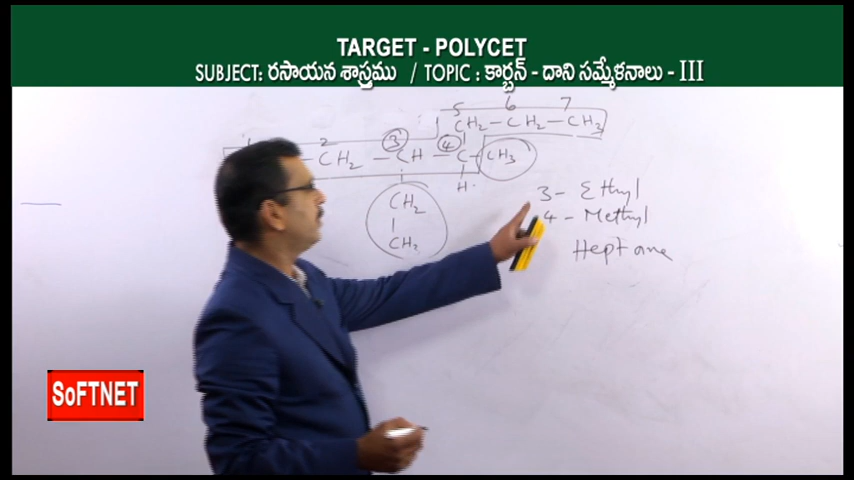 TARGET - POLYCET
SUBJECT: రసాయన శాస్త్రము / TOPIC : కార్బన్ - దాని సమ్మేళనాలు - III
5 6 7
CH2 - CH2 - CH3
2 3 4
- CH2 - CH - C - CH3
H
CH2
CH3
3 - Ethyl
4 - Methyl
Heptane
SoFTNET